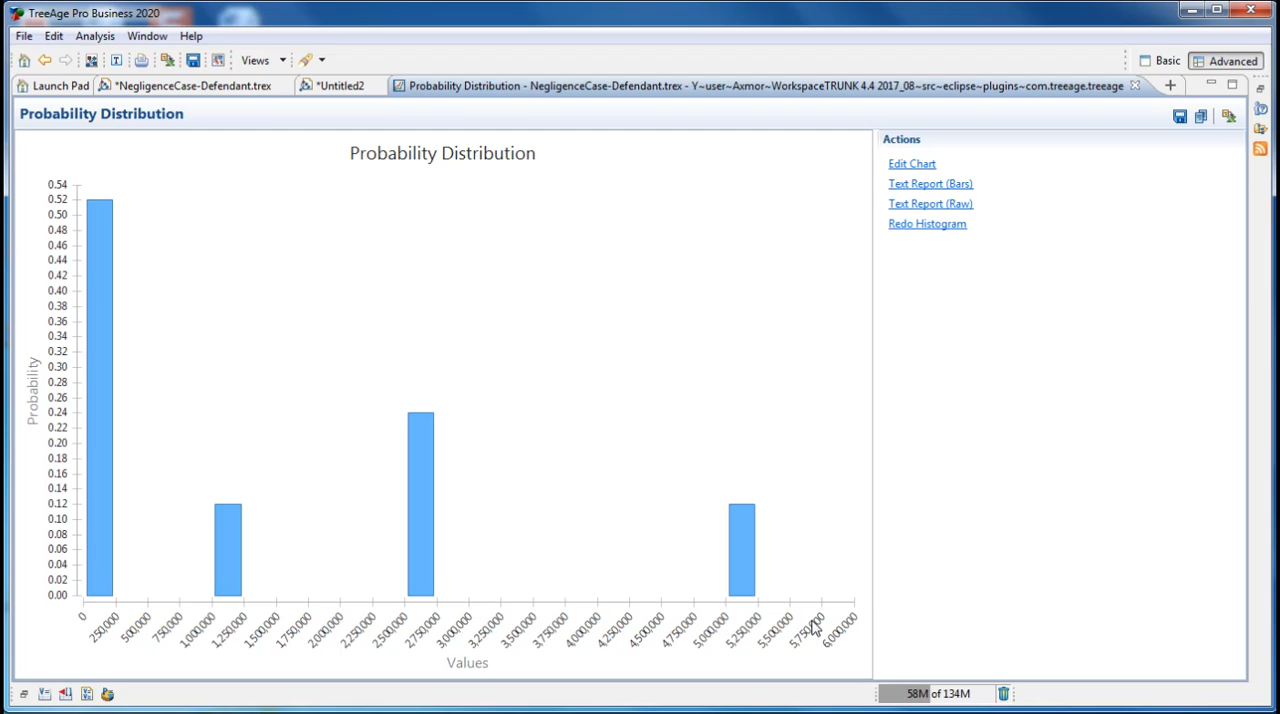 TreeAge Pro Business 2020
File Edit Analysis Window Help
Views
Basic Advanced
Launch Pad *NegligenceCase-Defendant.trex *Untitled2 Probability Distribution - NegligenceCase-Defendant.trex - Y~user~Axmor~WorkspaceTRUNK 4.4 2017_08~src~eclipse~plugins~com.treeage.treeage
Probability Distribution
Actions
Edit Chart
Text Report (Bars)
Text Report (Raw)
Redo Histogram
Probability Distribution
0.54
0.52
0.50
0.48
0.46
0.44
0.42
0.40
0.38
0.36
0.34
0.32
0.30
0.28
0.26
0.24
0.22
0.20
0.18
0.16
0.14
0.12
0.10
0.08
0.06
0.04
0.02
0.00
Probability
0 250,000 500,000 750,000 1,000,000 1,250,000 1,500,000 1,750,000 2,000,000 2,250,000 2,500,000 2,750,000 3,000,000 3,250,000 3,500,000 3,750,000 4,000,000 4,250,000 4,500,000 4,750,000 5,000,000 5,250,000 5,500,000 5,750,000 6,000,000
Values
58M of 134M